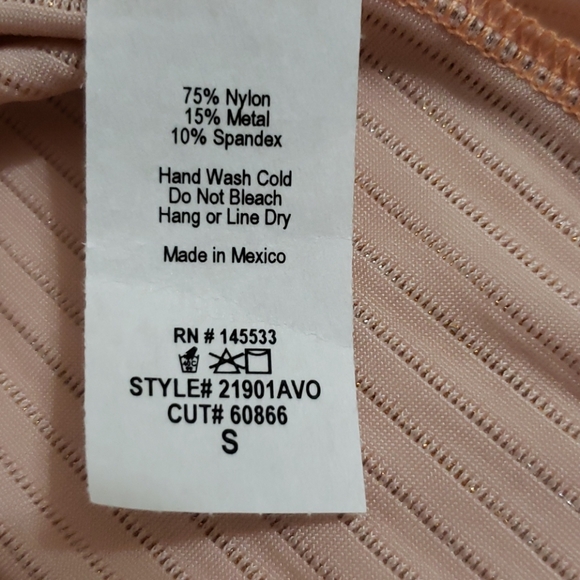 75% Nylon
15% Metal
10% Spandex
Hand Wash Cold
Do Not Bleach
Hang or Line Dry
Made in Mexico
RN # 145533
STYLE# 21901AVO
CUT# 60866
S